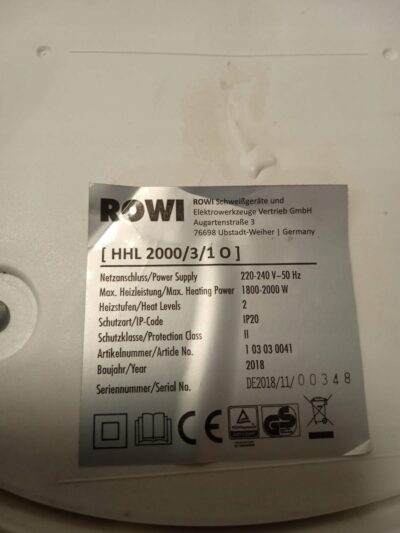 ROWI
ROWI Schweißgeräte und
Elektrowerkzeuge Vertrieb GmbH
Augartenstraße 3
76698 Ubstadt-Weiher | Germany
[ HHL 2000/3/1 O ]
Netzanschluss/Power Supply 220-240 V~50 Hz
Max. Heizleistung/Max. Heating Power 1800-2000 W
Heizstufen/Heat Levels 2
Schutzart/IP-Code IP20
Schutzklasse/Protection Class II
Artikelnummer/Article No. 1 03 03 0041
Baujahr/Year 2018
Seriennummer/Serial No. DE2018/11/00348
CE
GS